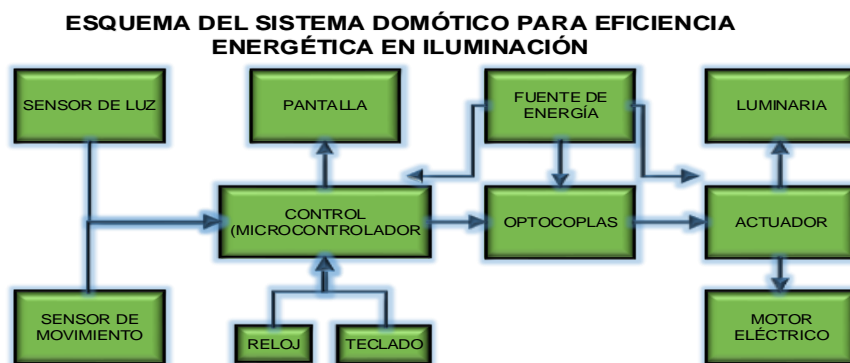 ESQUEMA DEL SISTEMA DOMÓTICO PARA EFICIENCIA
ENERGÉTICA EN ILUMINACIÓN
SENSOR DE LUZ
PANTALLA
FUENTE DE
ENERGÍA
LUMINARIA
CONTROL
(MICROCONTROLADOR
OPTOCOPLAS
ACTUADOR
SENSOR DE
MOVIMIENTO
RELOJ
TECLADO
MOTOR
ELÉCTRICO